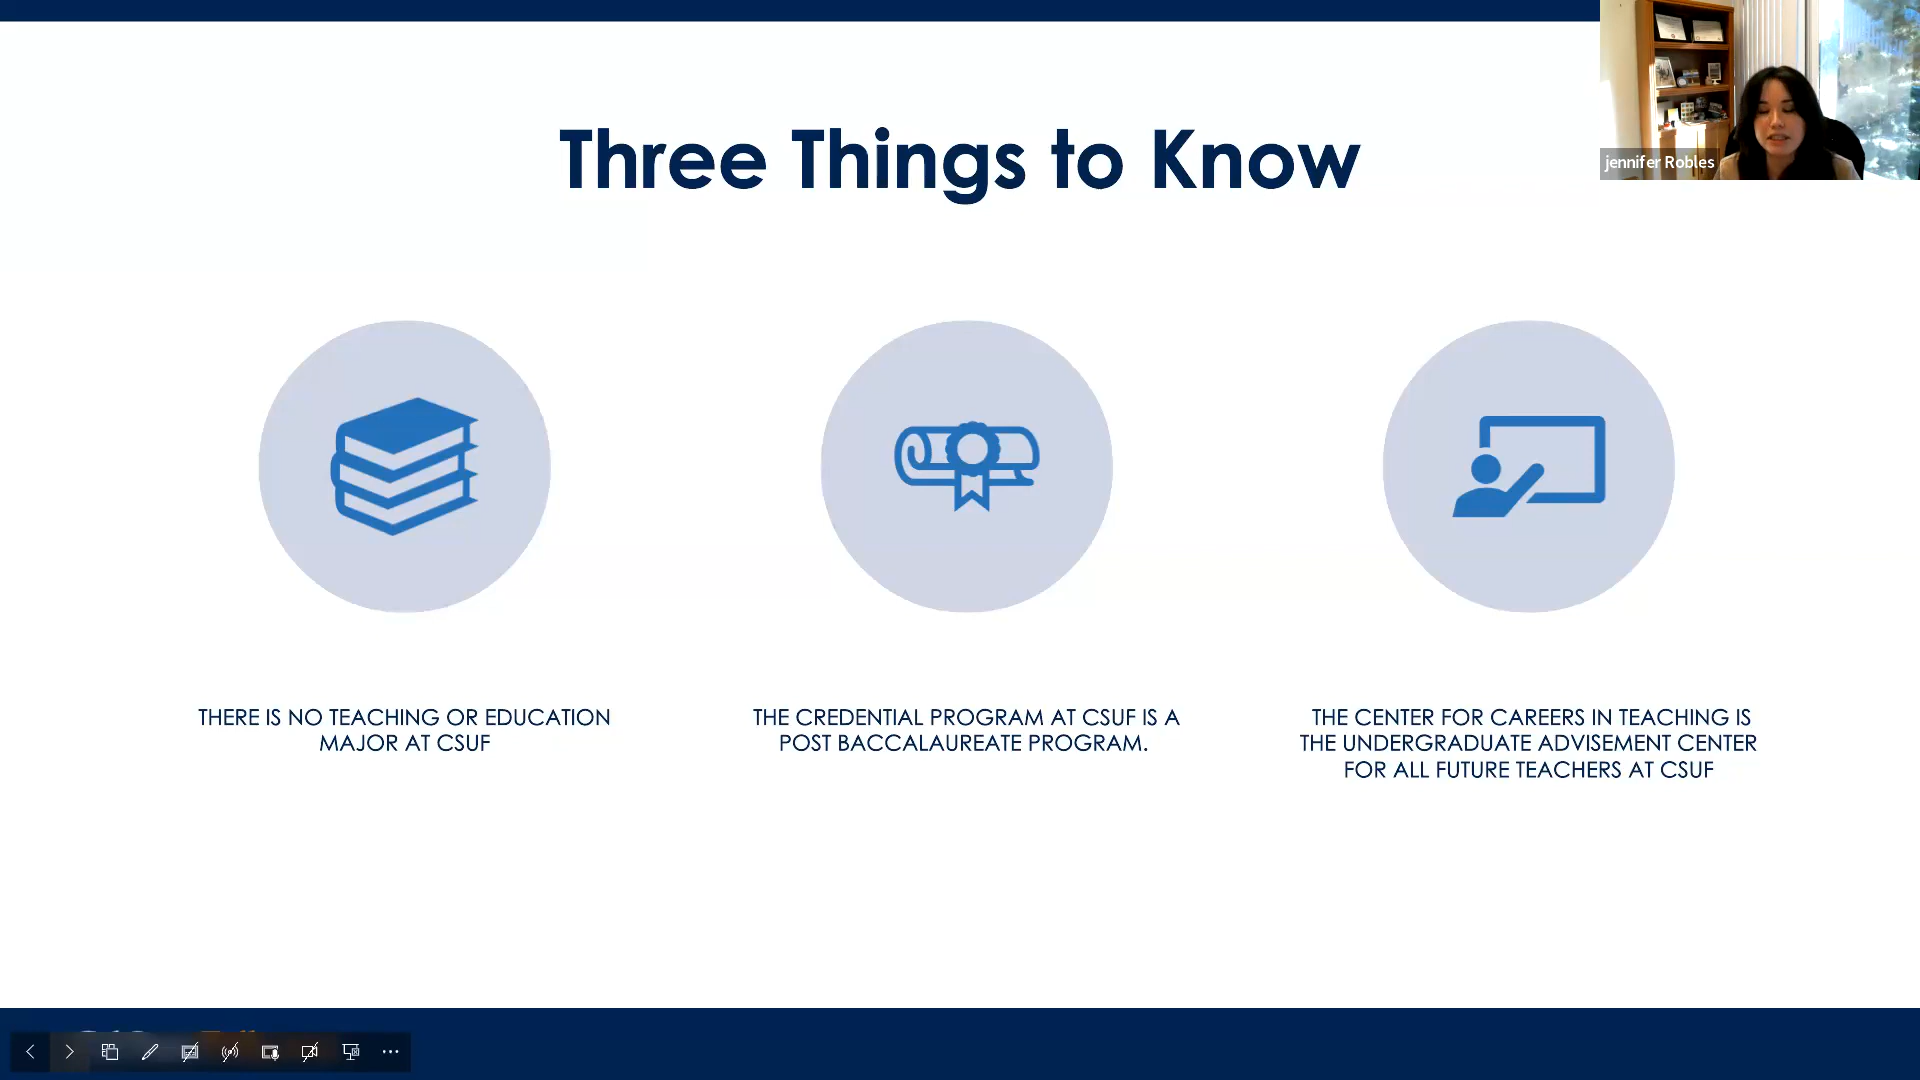 Three Things to Know
jennifer Robles
THERE IS NO TEACHING OR EDUCATION
MAJOR AT CSUF
THE CREDENTIAL PROGRAM AT CSUF IS A
POST BACCALAUREATE PROGRAM.
THE CENTER FOR CAREERS IN TEACHING IS
THE UNDERGRADUATE ADVISEMENT CENTER
FOR ALL FUTURE TEACHERS AT CSUF